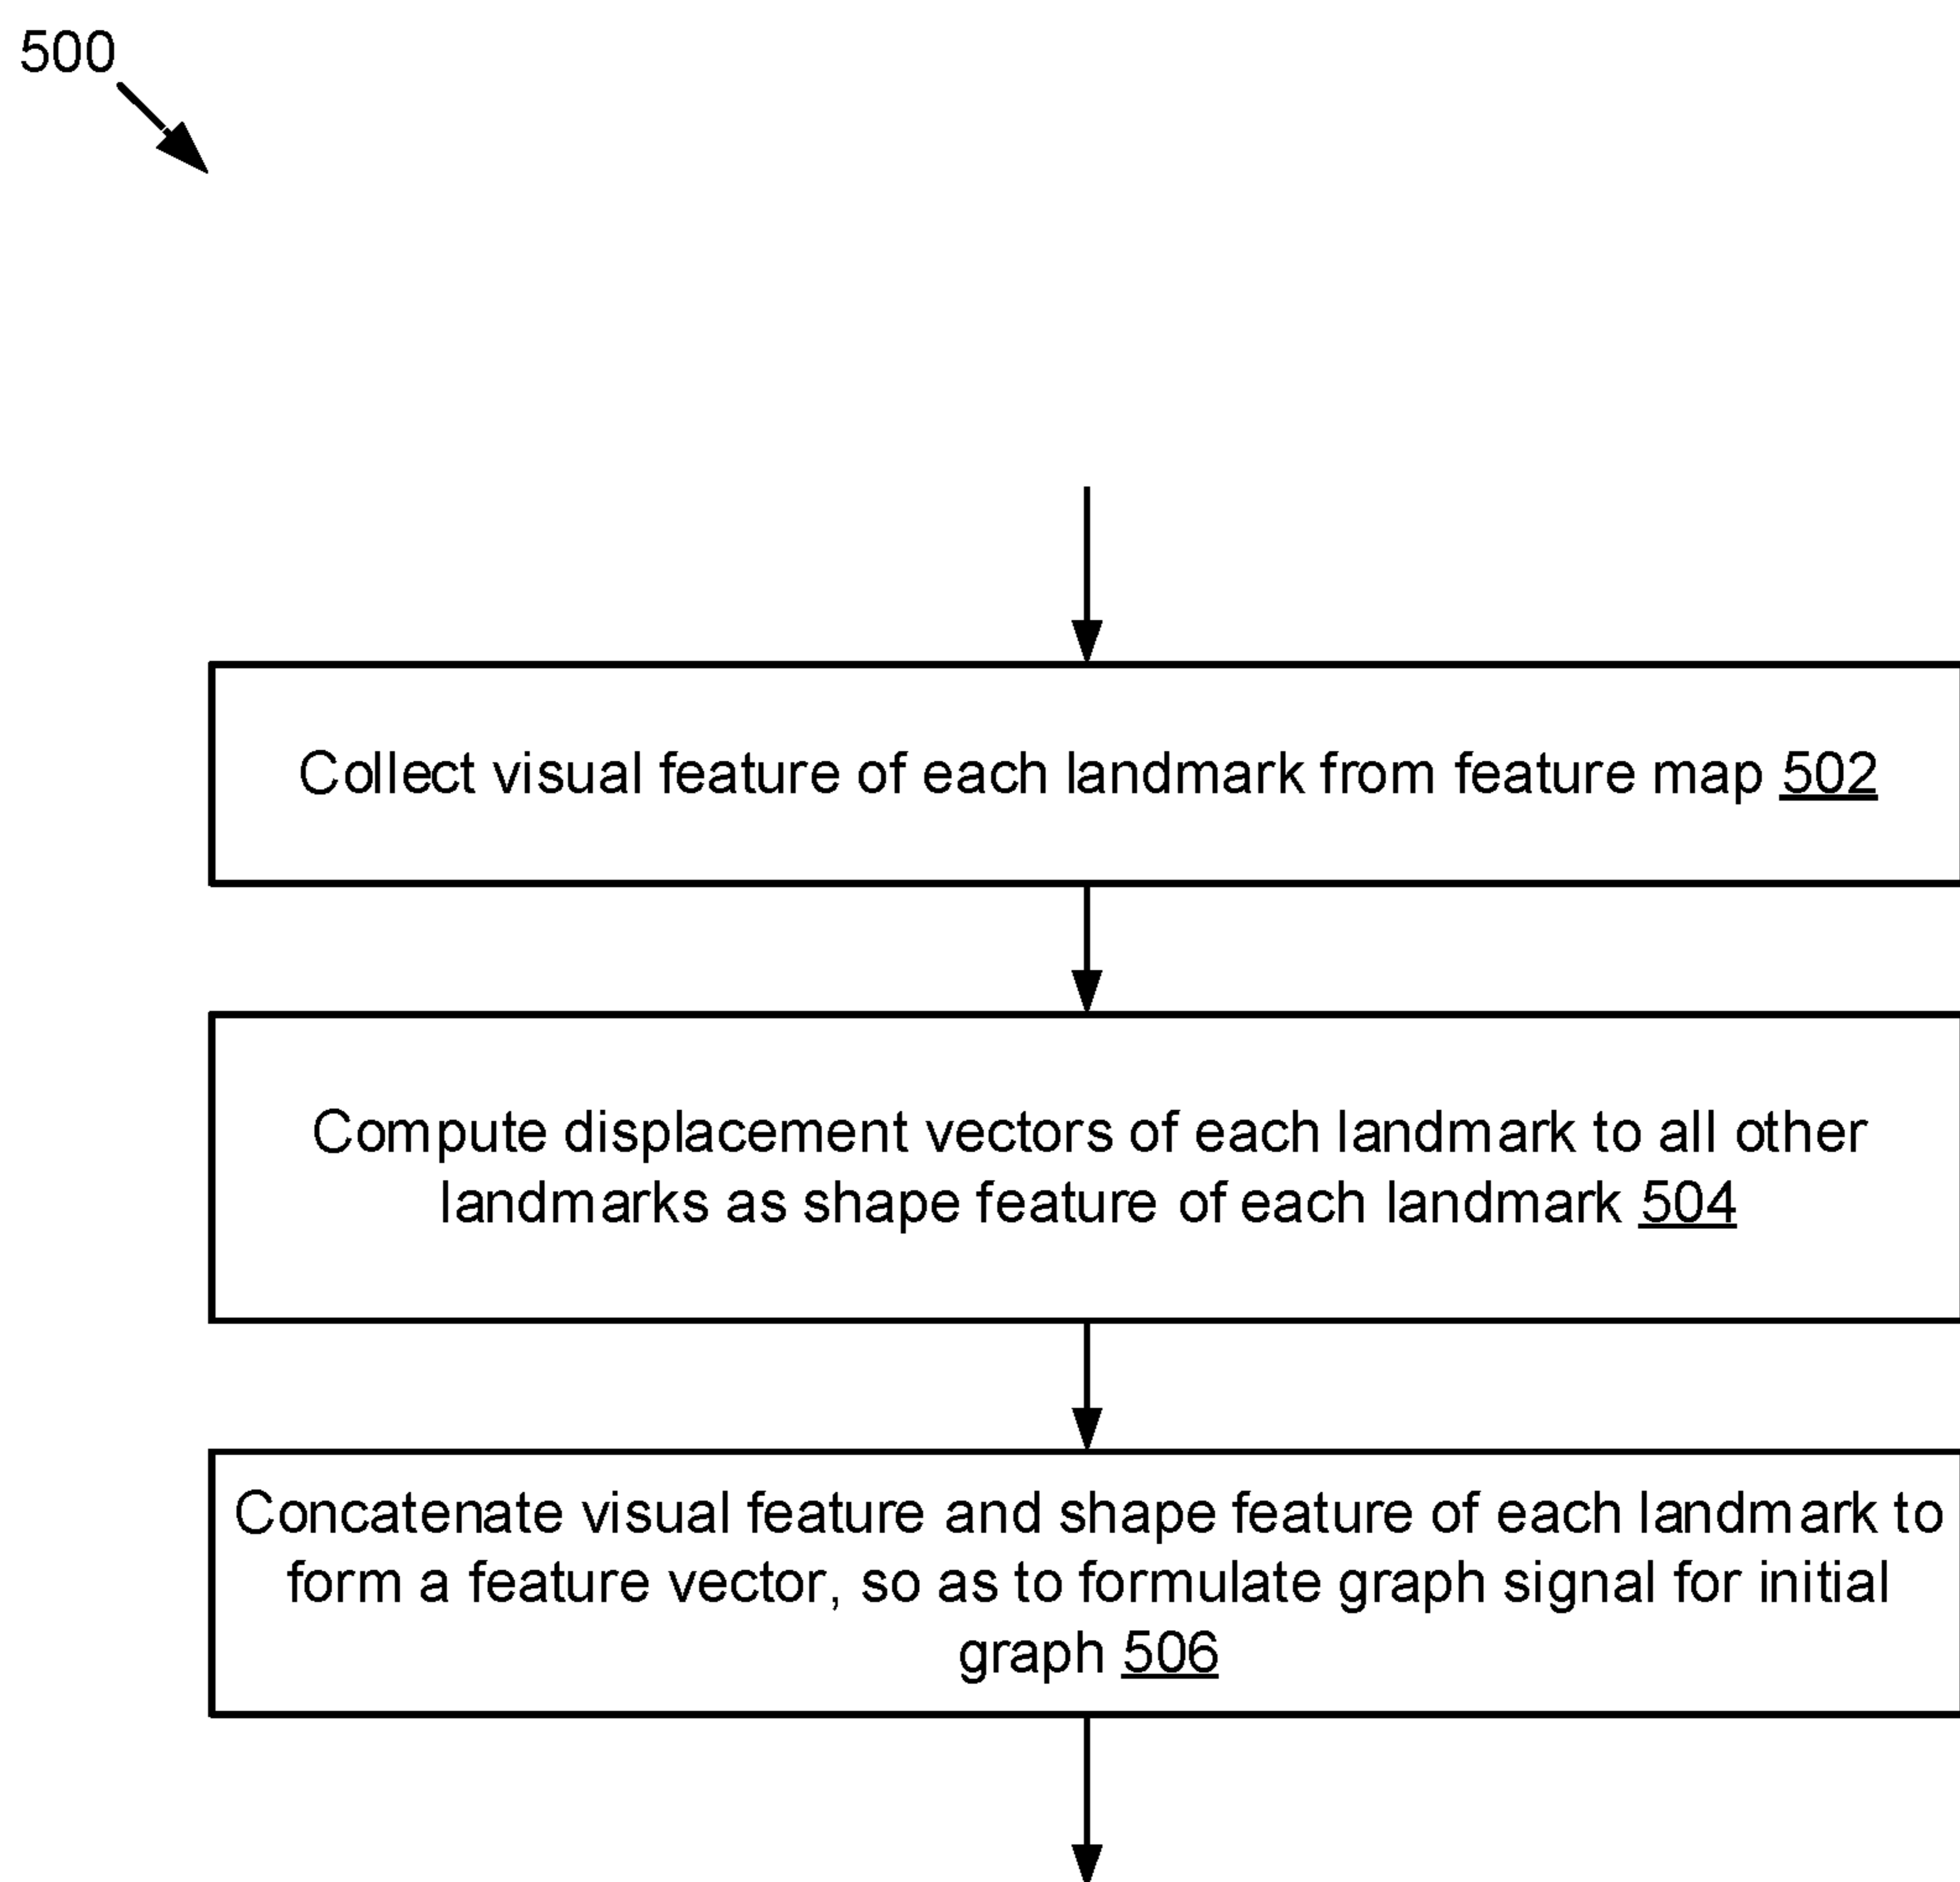 500
Collect visual feature of each landmark from feature map 502
Compute displacement vectors of each landmark to all other
landmarks as shape feature of each landmark 504
Concatenate visual feature and shape feature of each landmark to
form a feature vector, so as to formulate graph signal for initial
graph 506